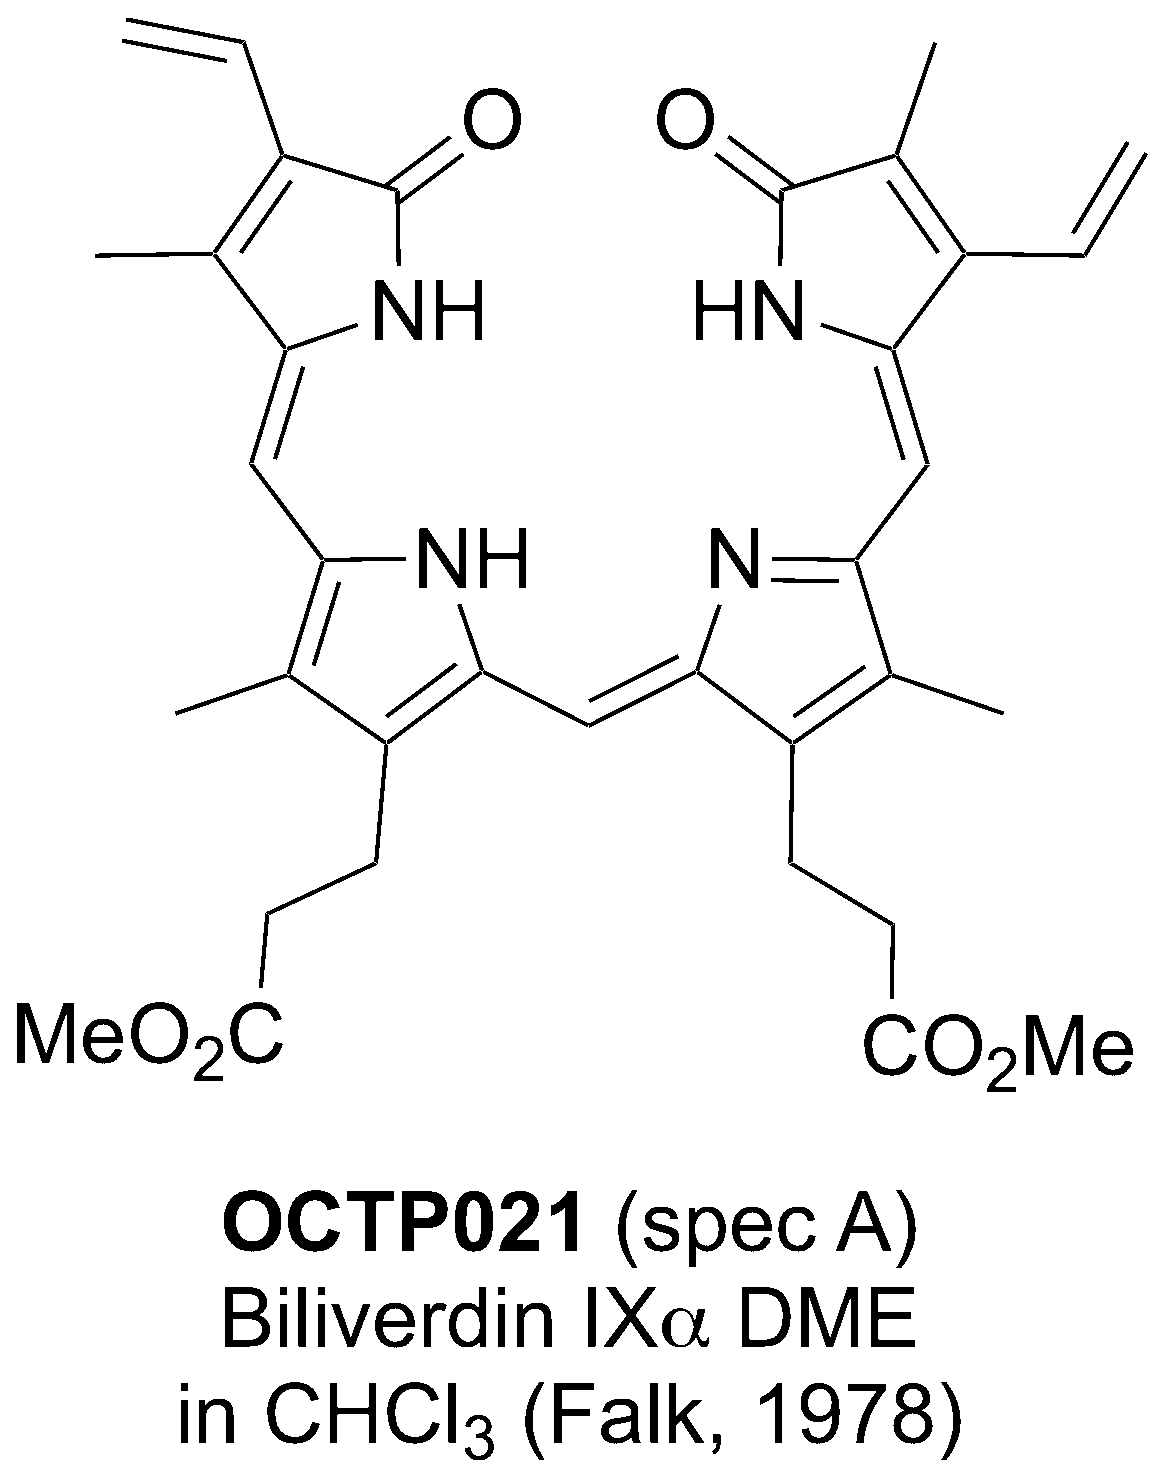 O O
NH HN
NH N
MeO₂C CO₂Me
OCTP021 (spec A)
Biliverdin IXα DME
in CHCl₃ (Falk, 1978)